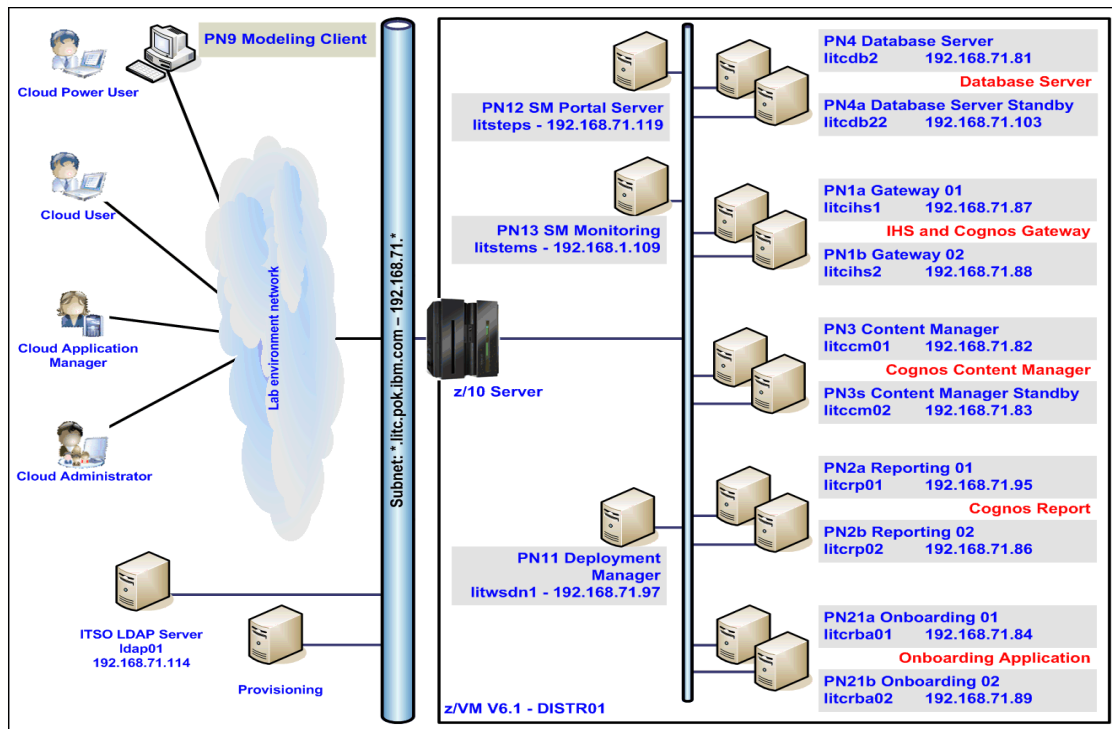 PN9 Modeling Client
Cloud Power User
Cloud User
Cloud Application
Manager
Cloud Administrator
Lab environment network
ITSO LDAP Server
ldap01
192.168.71.114
Provisioning
Subnet: *.litc.pok.ibm.com – 192.168.71.*
z/10 Server
PN12 SM Portal Server
litsteps - 192.168.71.119
PN13 SM Monitoring
litstems - 192.168.1.109
PN11 Deployment
Manager
litwsdn1 - 192.168.71.97
z/VM V6.1 - DISTR01
PN4 Database Server
litcdb2 192.168.71.81
Database Server
PN4a Database Server Standby
litcdb22 192.168.71.103
PN1a Gateway 01
litcihs1 192.168.71.87
IHS and Cognos Gateway
PN1b Gateway 02
litcihs2 192.168.71.88
PN3 Content Manager
litccm01 192.168.71.82
Cognos Content Manager
PN3s Content Manager Standby
litccm02 192.168.71.83
PN2a Reporting 01
litcrp01 192.168.71.95
Cognos Report
PN2b Reporting 02
litcrp02 192.168.71.86
PN21a Onboarding 01
litcrba01 192.168.71.84
Onboarding Application
PN21b Onboarding 02
litcrba02 192.168.71.89